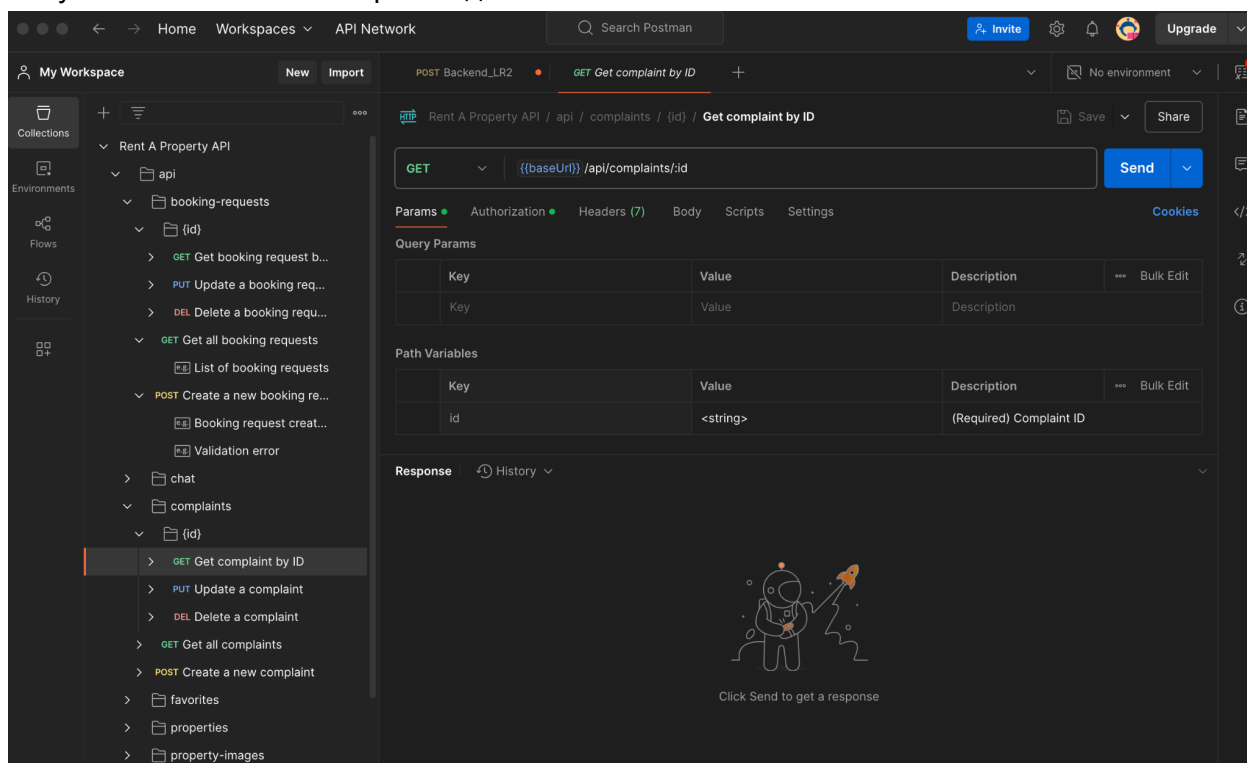 Home Workspaces API Network Search Postman Invite Upgrade
My Workspace New Import POST Backend_LR2 GET Get complaint by ID No environment
Collections
Environments
Flows
History
Rent A Property API
api
booking-requests
{id}
GET Get booking request b...
PUT Update a booking req...
DEL Delete a booking requ...
GET Get all booking requests
e.g. List of booking requests
POST Create a new booking re...
e.g. Booking request creat...
e.g. Validation error
chat
complaints
{id}
GET Get complaint by ID
PUT Update a complaint
DEL Delete a complaint
GET Get all complaints
POST Create a new complaint
favorites
properties
property-images
HTTP Rent A Property API / api / complaints / {id} / Get complaint by ID Save Share
GET {{baseUrl}} /api/complaints/:id Send
Params Authorization Headers (7) Body Scripts Settings Cookies
Query Params
Key Value Description Bulk Edit
Key Value Description
Path Variables
Key Value Description Bulk Edit
id <string> (Required) Complaint ID
Response History
Click Send to get a response